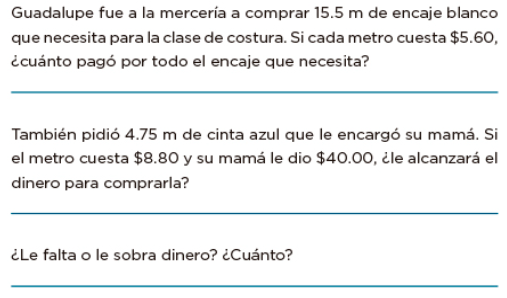 Guadalupe fue a la mercería a comprar 15.5 m de encaje blanco
que necesita para la clase de costura. Si cada metro cuesta $5.60,
¿cuánto pagó por todo el encaje que necesita?
También pidió 4.75 m de cinta azul que le encargó su mamá. Si
el metro cuesta $8.80 y su mamá le dio $40.00, ¿le alcanzará el
dinero para comprarla?
¿Le falta o le sobra dinero? ¿Cuánto?